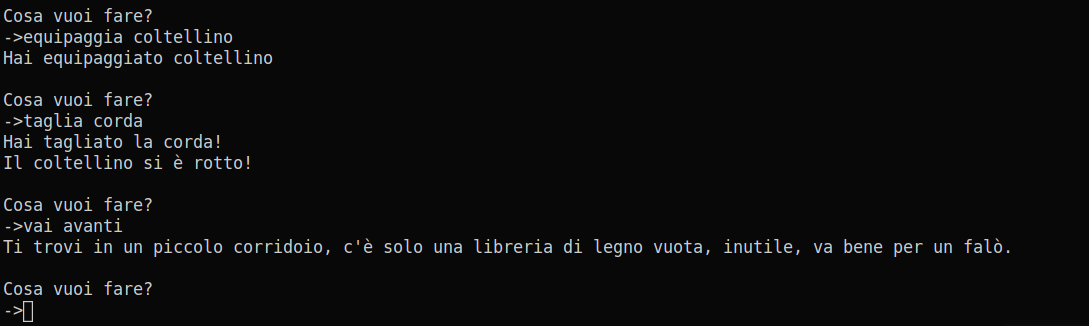 Cosa vuoi fare?
->equipaggia coltellino
Hai equipaggiato coltellino
Cosa vuoi fare?
->taglia corda
Hai tagliato la corda!
Il coltellino si è rotto!
Cosa vuoi fare?
->vai avanti
Ti trovi in un piccolo corridoio, c'è solo una libreria di legno vuota, inutile, va bene per un falò.
Cosa vuoi fare?
->